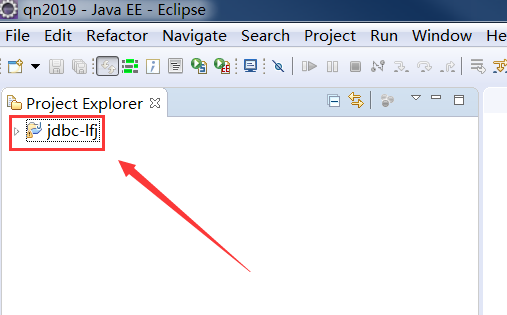 qn2019 - Java EE - Eclipse
File Edit Refactor Navigate Search Project Run Window He
Project Explorer
jdbc-lfj